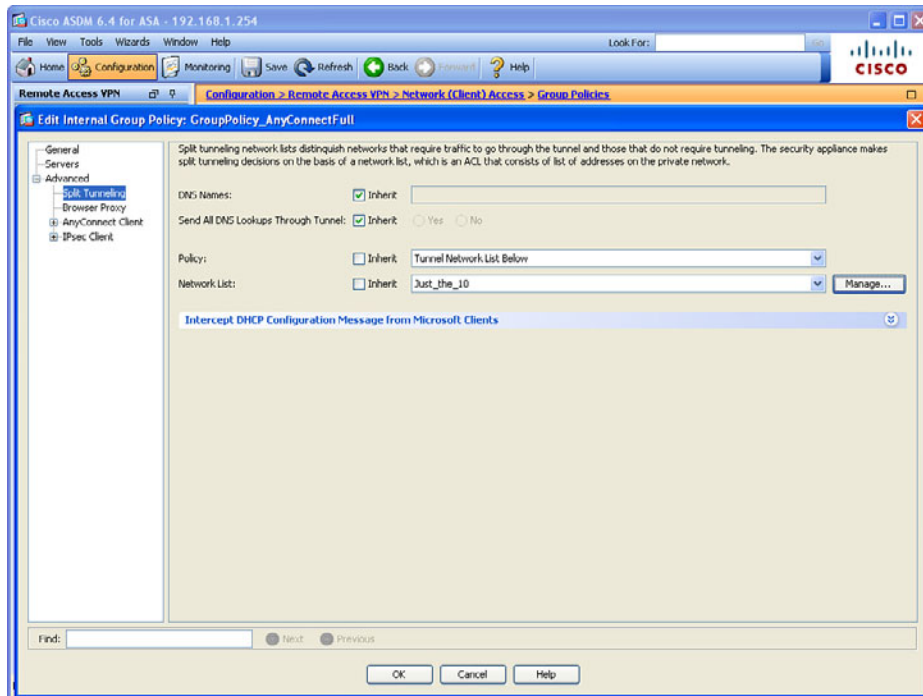 Cisco ASDM 6.4 for ASA - 192.168.1.254
File View Tools Wizards Window Help Look For: Go
Home Configuration Monitoring Save Refresh Back Forward Help
CISCO
Remote Access VPN Configuration > Remote Access VPN > Network (Client) Access > Group Policies
Edit Internal Group Policy: GroupPolicy_AnyConnectFull
General
Servers
Advanced
Split Tunneling
Browser Proxy
AnyConnect Client
IPsec Client
Split tunneling network lists distinguish networks that require traffic to go through the tunnel and those that do not require tunneling. The security appliance makes
split tunneling decisions on the basis of a network list, which is an ACL that consists of list of addresses on the private network.
DNS Names: Inherit
Send All DNS Lookups Through Tunnel: Inherit Yes No
Policy: Inherit Tunnel Network List Below
Network List: Inherit Just_the_10 Manage...
Intercept DHCP Configuration Message from Microsoft Clients
Find: Next Previous
OK Cancel Help